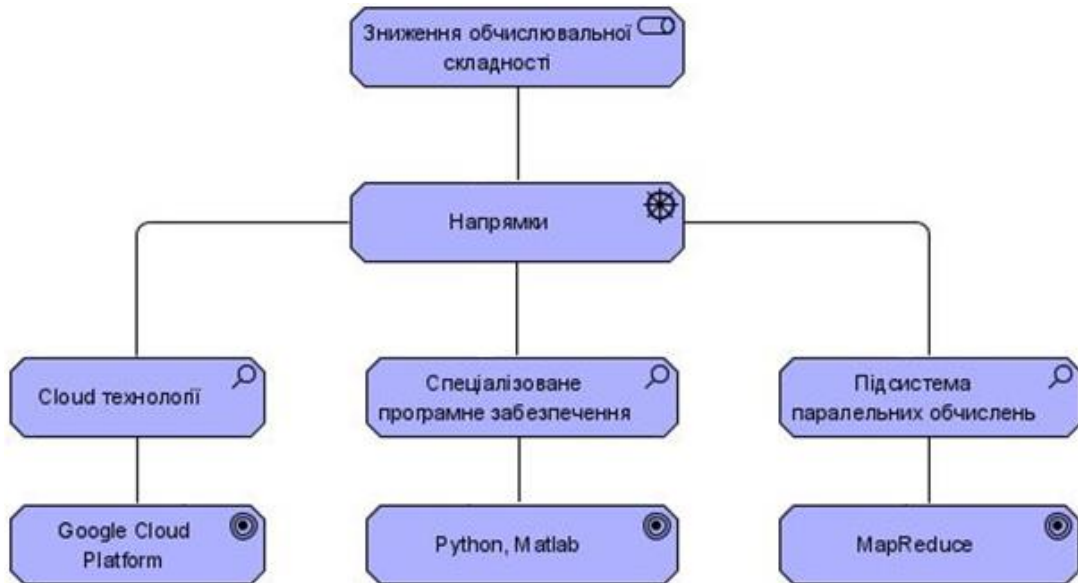 Зниження обчислювальної
складності
Напрямки
Cloud технології
Спеціалізоване
програмне забезпечення
Підсистема
паралельних обчислень
Google Cloud
Platform
Python, Matlab
MapReduce